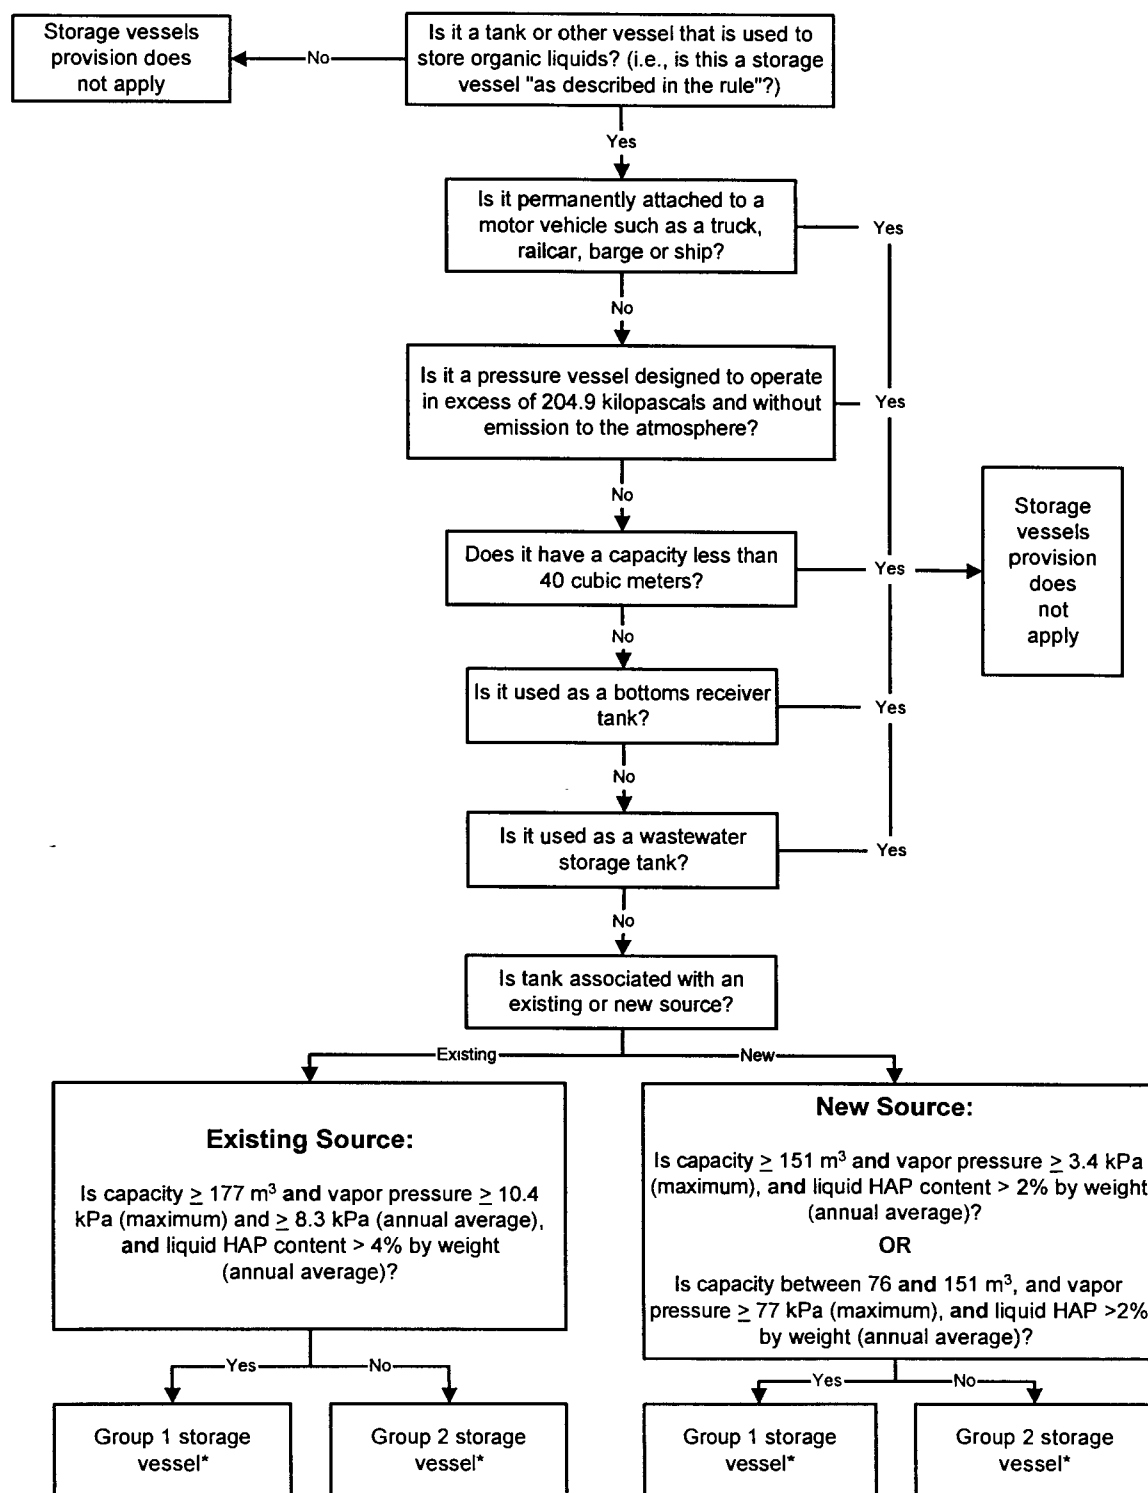 Storage vessels
provision does
not apply
No
Is it a tank or other vessel that is used to
store organic liquids? (i.e., is this a storage
vessel "as described in the rule"?)
Yes
Is it permanently attached to a
motor vehicle such as a truck,
railcar, barge or ship?
Yes
No
Is it a pressure vessel designed to operate
in excess of 204.9 kilopascals and without
emission to the atmosphere?
Yes
No
Does it have a capacity less than
40 cubic meters?
Yes
Storage
vessels
provision
does
not
apply
No
Is it used as a bottoms receiver
tank?
Yes
No
Is it used as a wastewater
storage tank?
Yes
No
Is tank associated with an
existing or new source?
Existing
New
Existing Source:
Is capacity ≥ 177 m³ and vapor pressure ≥ 10.4
kPa (maximum) and ≥ 8.3 kPa (annual average),
and liquid HAP content > 4% by weight
(annual average)?
New Source:
Is capacity ≥ 151 m³ and vapor pressure ≥ 3.4 kPa
(maximum), and liquid HAP content > 2% by weight
(annual average)?
OR
Is capacity between 76 and 151 m³, and vapor
pressure ≥ 77 kPa (maximum), and liquid HAP >2%
by weight (annual average)?
Yes
No
Yes
No
Group 1 storage
vessel*
Group 2 storage
vessel*
Group 1 storage
vessel*
Group 2 storage
vessel*